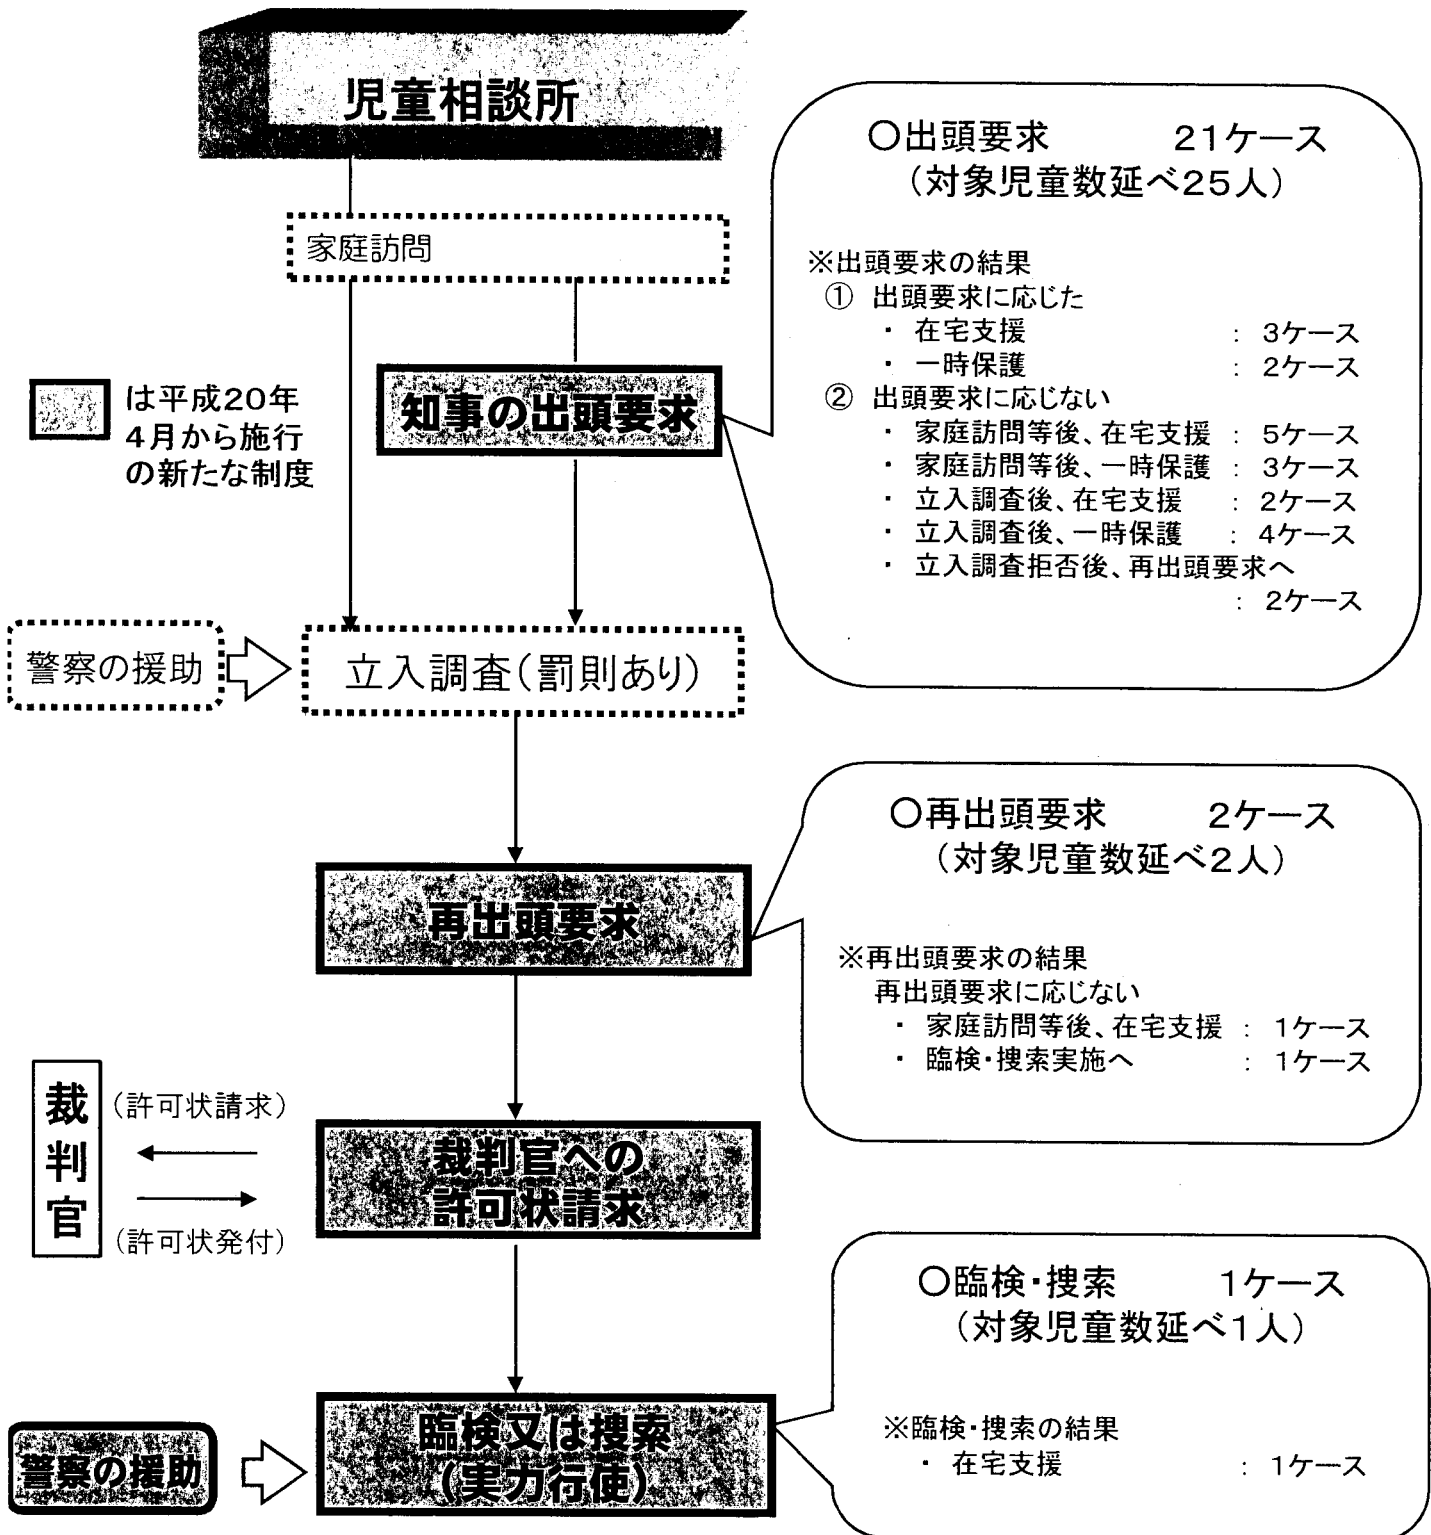 児童相談所
家庭訪問
知事の出頭要求
は平成20年
4月から施行
の新たな制度
警察の援助
立入調査(罰則あり)
再出頭要求
裁判官
(許可状請求)
(許可状発付)
裁判官への
許可状請求
警察の援助
臨検又は捜索
(実力行使)
○出頭要求 21ケース
(対象児童数延べ25人)
※出頭要求の結果
① 出頭要求に応じた
・ 在宅支援 : 3ケース
・ 一時保護 : 2ケース
② 出頭要求に応じない
・ 家庭訪問等後、在宅支援 : 5ケース
・ 家庭訪問等後、一時保護 : 3ケース
・ 立入調査後、在宅支援 : 2ケース
・ 立入調査後、一時保護 : 4ケース
・ 立入調査拒否後、再出頭要求へ
: 2ケース
○再出頭要求 2ケース
(対象児童数延べ2人)
※再出頭要求の結果
再出頭要求に応じない
・ 家庭訪問等後、在宅支援 : 1ケース
・ 臨検・捜索実施へ : 1ケース
○臨検・捜索 1ケース
(対象児童数延べ1人)
※臨検・捜索の結果
・ 在宅支援 : 1ケース